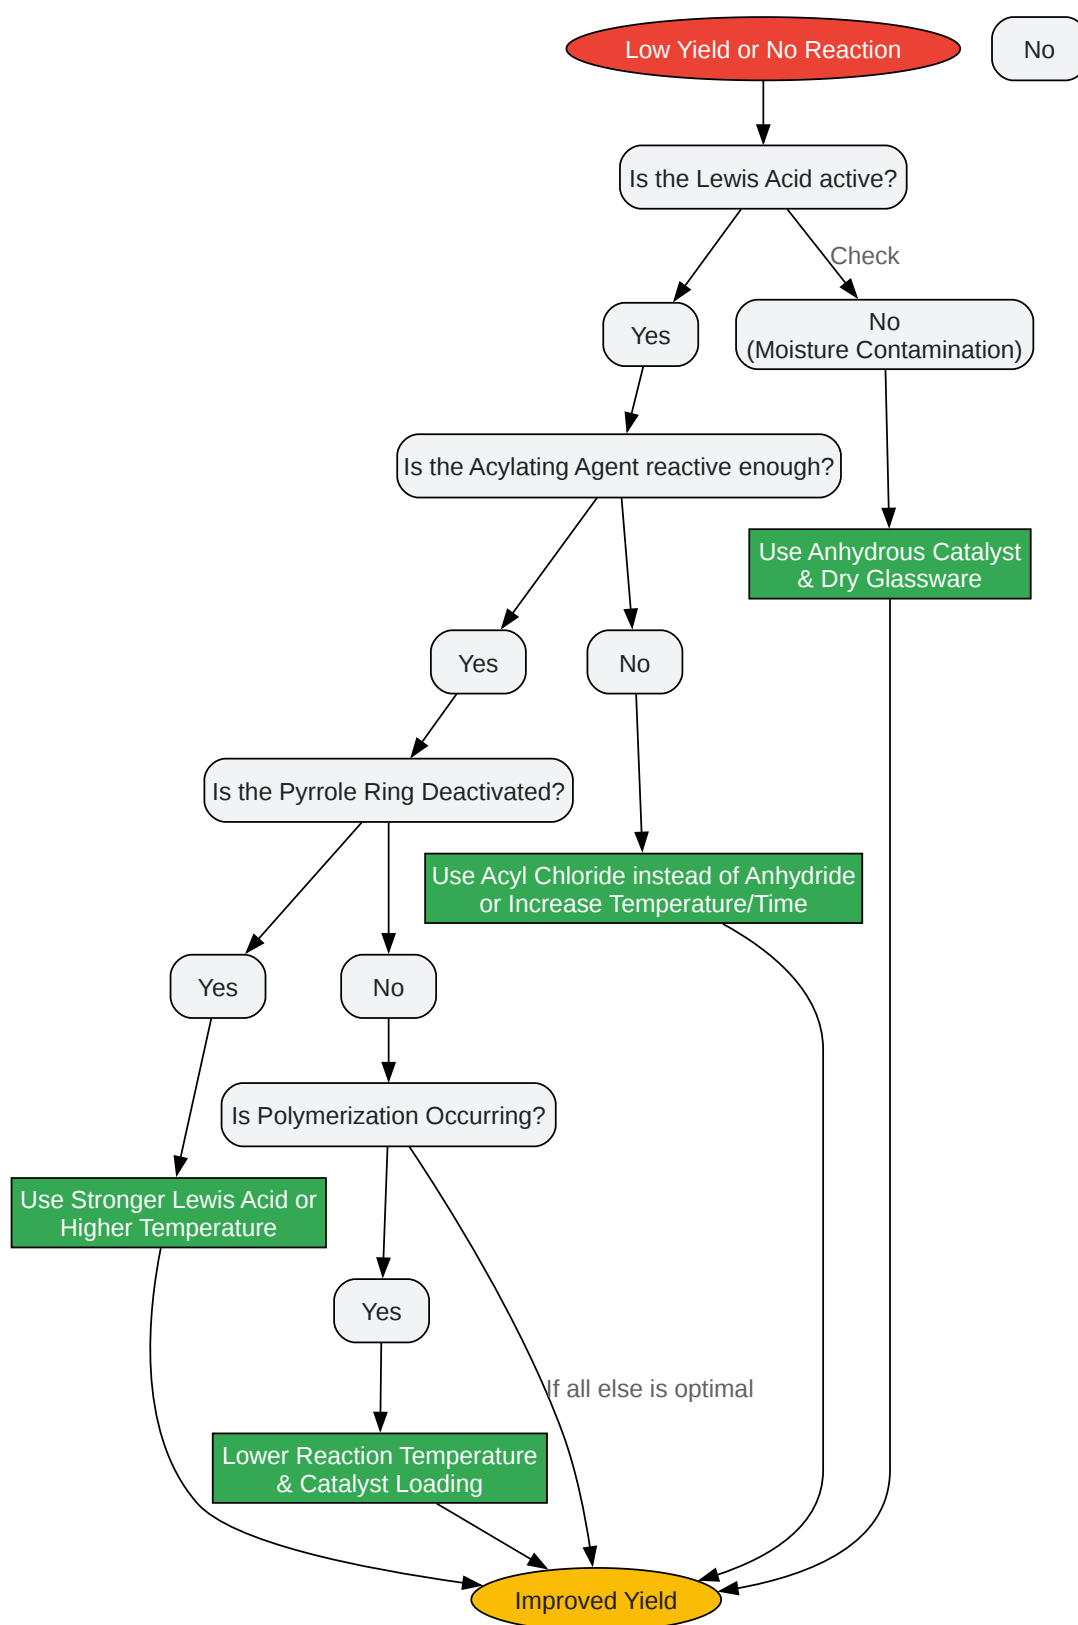 Low Yield or No Reaction
No
Is the Lewis Acid active?
Check
Yes
No
(Moisture Contamination)
Is the Acylating Agent reactive enough?
Use Anhydrous Catalyst
& Dry Glassware
Yes
No
Is the Pyrrole Ring Deactivated?
Use Acyl Chloride instead of Anhydride
or Increase Temperature/Time
Yes
No
Is Polymerization Occurring?
Use Stronger Lewis Acid or
Higher Temperature
Yes
If all else is optimal
Lower Reaction Temperature
& Catalyst Loading
Improved Yield